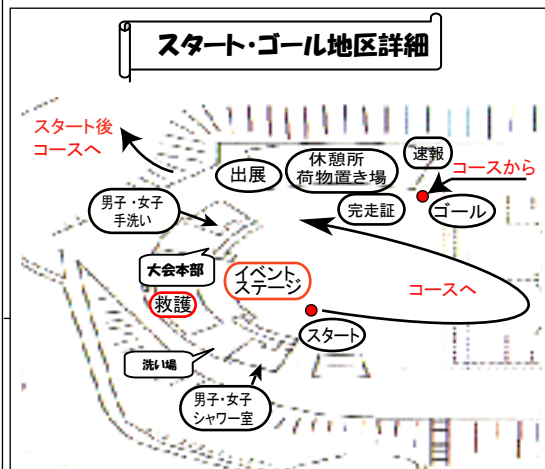 スタート・ゴール地区詳細
スタート後
コースへ
出展
休憩所
荷物置き場
速報
コースから
完走証
ゴール
男子・女子
手洗い
大会本部
救護
イベント
ステージ
コースへ
スタート
洗い場
男子・女子
シャワー室